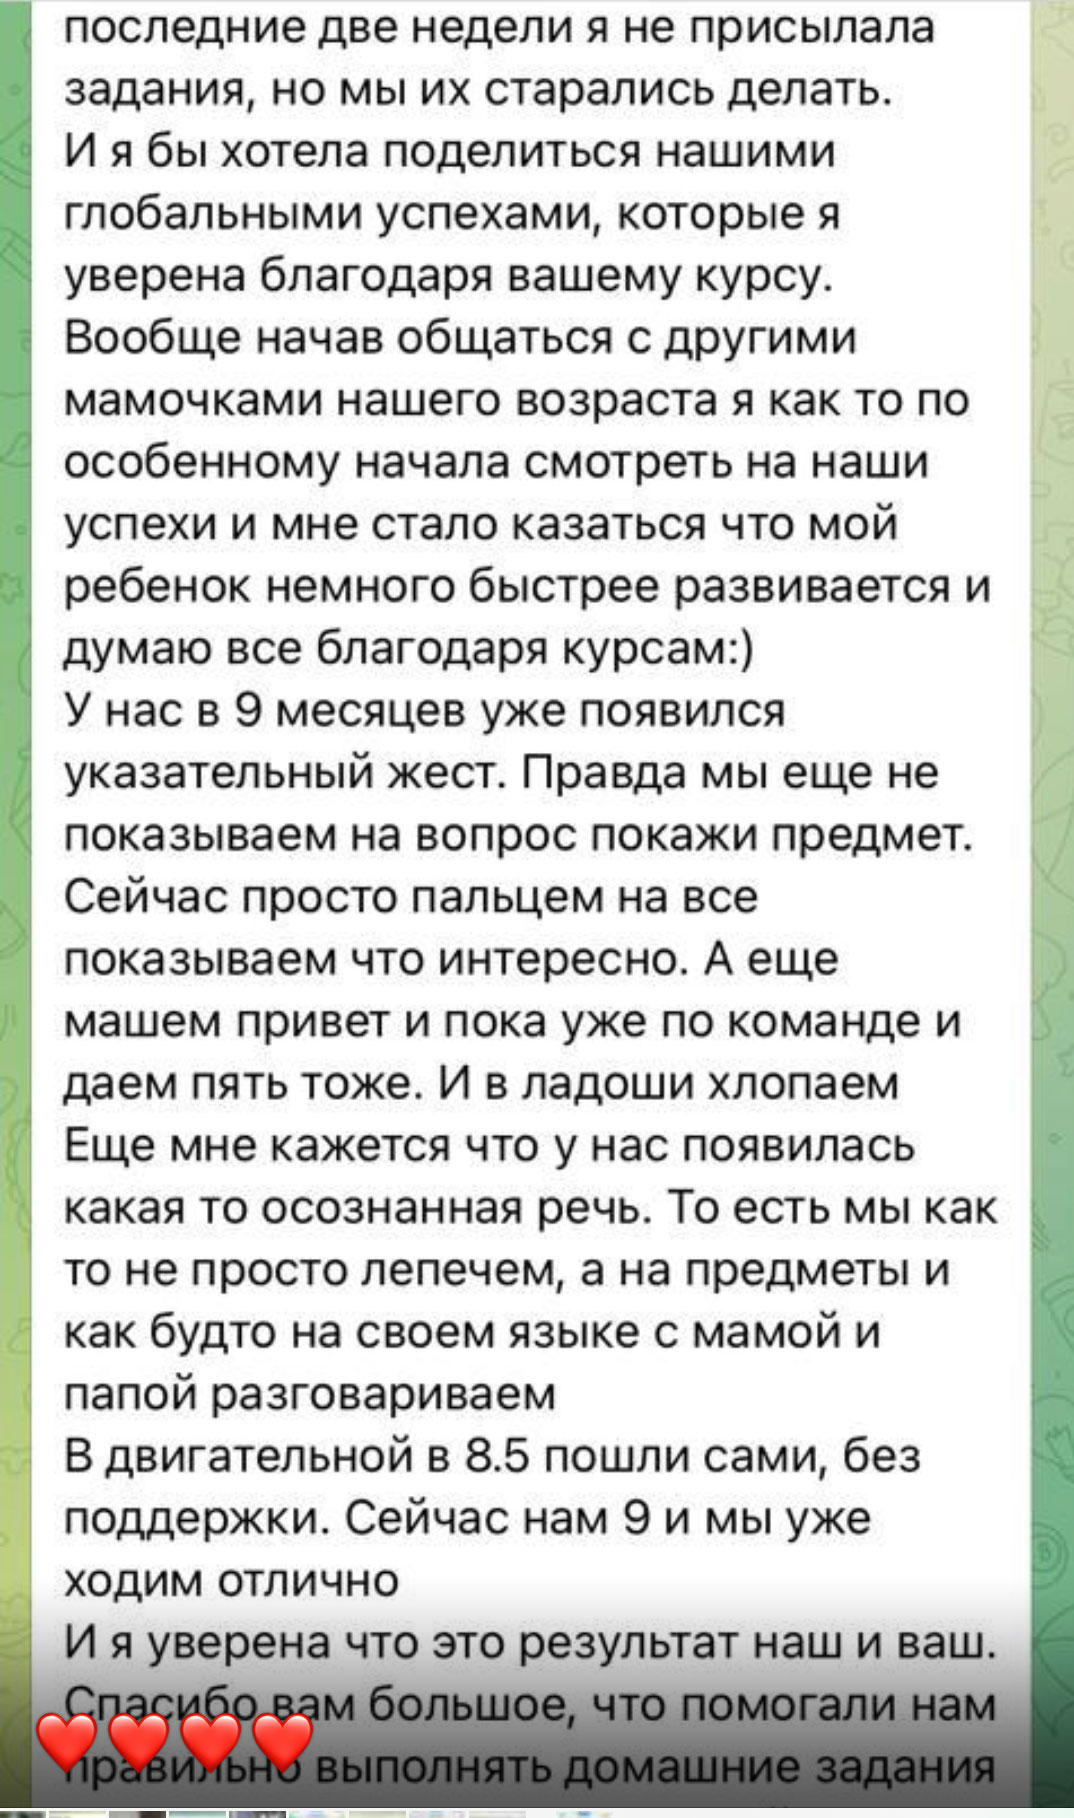 последние две недели я не присылала
задания, но мы их старались делать.
И я бы хотела поделиться нашими
глобальными успехами, которые я
уверена благодаря вашему курсу.
Вообще начав общаться с другими
мамочками нашего возраста я как то по
особенному начала смотреть на наши
успехи и мне стало казаться что мой
ребенок немного быстрее развивается и
думаю все благодаря курсам:)
У нас в 9 месяцев уже появился
указательный жест. Правда мы еще не
показываем на вопрос покажи предмет.
Сейчас просто пальцем на все
показываем что интересно. А еще
машем привет и пока уже по команде и
даем пять тоже. И в ладоши хлопаем
Еще мне кажется что у нас появилась
какая то осознанная речь. То есть мы как
то не просто лепечем, а на предметы и
как будто на своем языке с мамой и
папой разговариваем
В двигательной в 8.5 пошли сами, без
поддержки. Сейчас нам 9 и мы уже
ходим отлично
И я уверена что это результат наш и ваш.
Спасибо вам большое, что помогали нам
правильно выполнять домашние задания